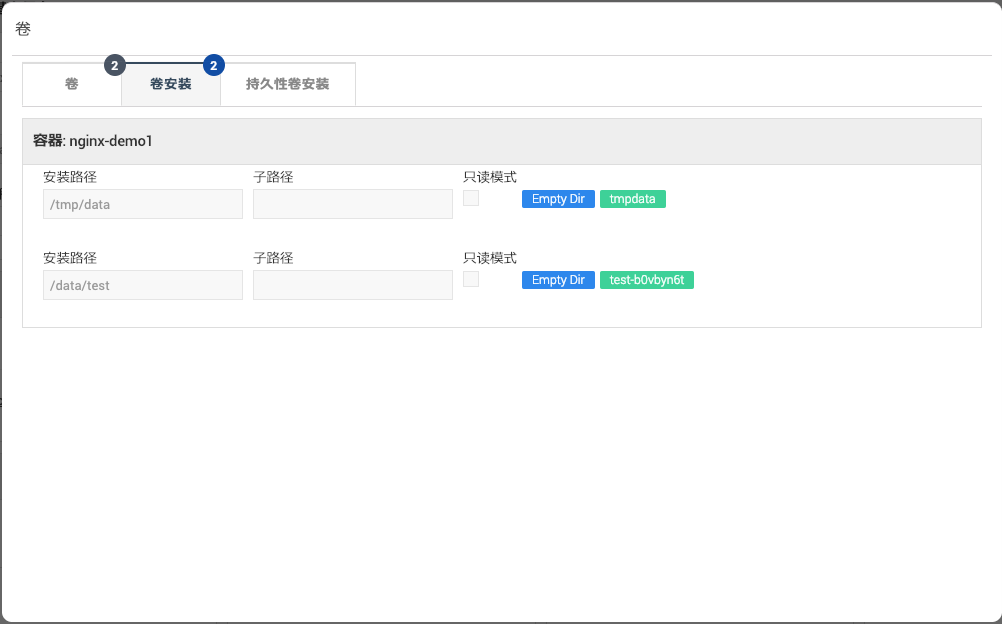 卷
卷 2 卷安装 2 持久性卷安装
容器: nginx-demo1
安装路径 子路径 只读模式
/tmp/data Empty Dir tmpdata
安装路径 子路径 只读模式
/data/test Empty Dir test-b0vbyn6t